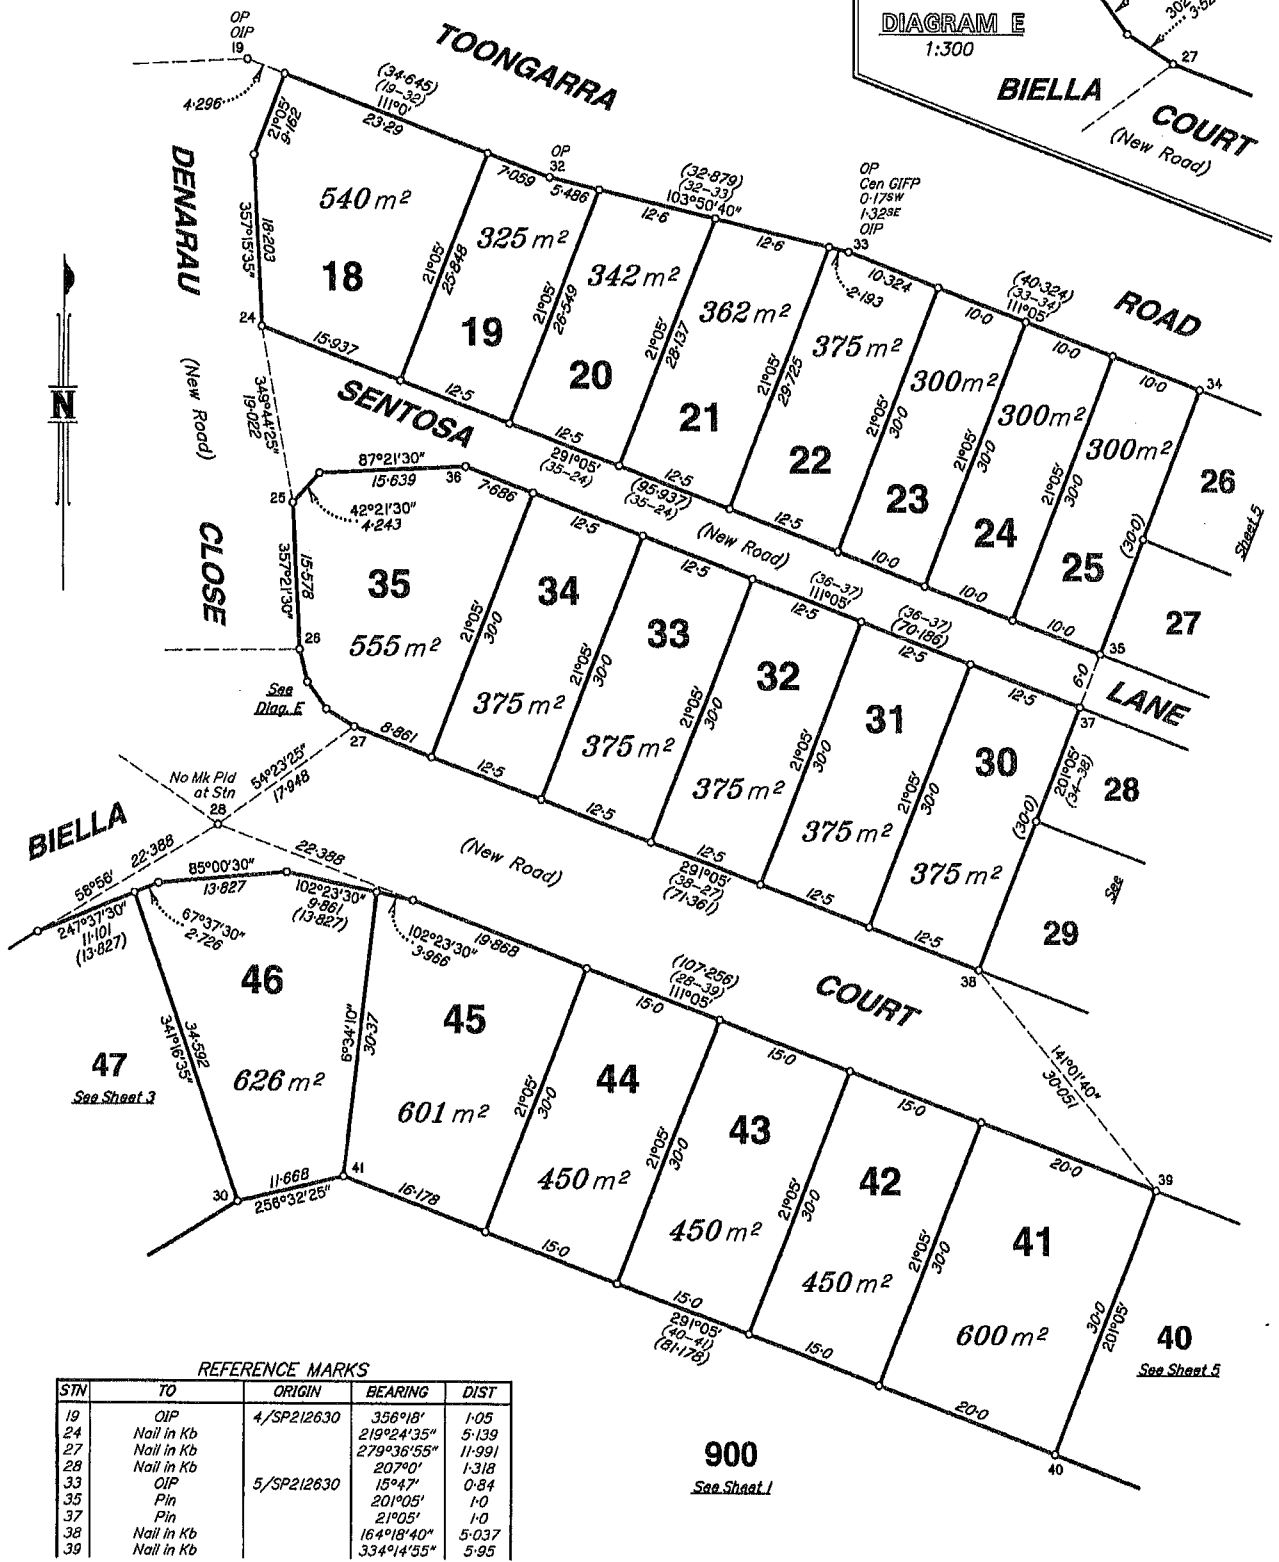 OP
OIP
19
4·296
TOONGARRA
(34·645)
(19-32)
111°0'
23·29
21°05'
9·162
DIAGRAM E
1:300
302
3·52
27
BIELLA
COURT
(New Road)
DENARAU
357°15'35"
18·203
540 m²
18
7·059
OP
32
5·486
325 m²
21°05'
25·848
19
12·6
(32·879)
(32-33)
103°50'40"
12·6
342 m²
21°05'
26·549
20
362 m²
21°05'
28·137
21
OP
Cen GIFP
0·17SW
1·32SE
OIP
33
2·193
10·324
375 m²
21°05'
29·725
22
ROAD
(40·324)
(33-34)
111°05'
10·0
10·0
10·0
34
300m²
21°05'
30·0
23
300m²
21°05'
30·0
24
300m²
21°05'
30·0
25
(30·0)
26
Sheet 5
27
N
24
15·937
12·5
12·5
291°05'
(35-24)
12·5
(95·937)
(35-24)
12·5
10·0
10·0
10·0
35
SENTOSA
(New Road)
LANE
6·0
(New Road)
349°44'25"
19·022
CLOSE
25
87°21'30"
15·639
36
42°21'30"
4·243
7·686
12·5
12·5
12·5
(36-37)
111°05'
(36-37)
(70·186)
12·5
12·5
37
357°21'30"
15·578
26
35
555 m²
21°05'
30·0
34
375 m²
21°05'
30·0
33
375 m²
21°05'
30·0
32
375 m²
21°05'
30·0
31
375 m²
21°05'
30·0
30
375 m²
201°05'
(34-38)
(30·0)
28
See
29
See
Diag. E
27
8·861
12·5
12·5
12·5
291°05'
(38-27)
(71·361)
12·5
12·5
38
54°23'25"
17·948
No Mk Pld
at Stn
28
BIELLA
22·388
58°56'
22·388
(New Road)
COURT
247°37'30"
11·101
(13·827)
85°00'30"
13·827
67°37'30"
2·726
102°23'30"
9·861
(13·827)
102°23'30"
3·966
19·868
15·0
(107·256)
(28-39)
111°05'
15·0
15·0
20·0
39
141°01'40"
30·051
47
See Sheet 3
341°16'35"
34·592
46
626 m²
6°34'10"
30·37
45
601 m²
21°05'
30·0
44
450 m²
21°05'
30·0
43
450 m²
21°05'
30·0
42
450 m²
21°05'
30·0
41
600 m²
30·0
201°05'
40
See Sheet 5
30
11·668
256°32'25"
41
16·178
15·0
15·0
291°05'
(40-41)
(81·178)
15·0
20·0
40
900
See Sheet 1
REFERENCE MARKS
STN TO ORIGIN BEARING DIST
19 OIP 4/SP212630 356°18' 1·05
24 Nail in Kb 219°24'35" 5·139
27 Nail in Kb 279°36'55" 11·991
28 Nail in Kb 207°0' 1·318
33 OIP 5/SP212630 15°47' 0·84
35 Pin 201°05' 1·0
37 Pin 21°05' 1·0
38 Nail in Kb 164°18'40" 5·037
39 Nail in Kb 334°14'55" 5·95